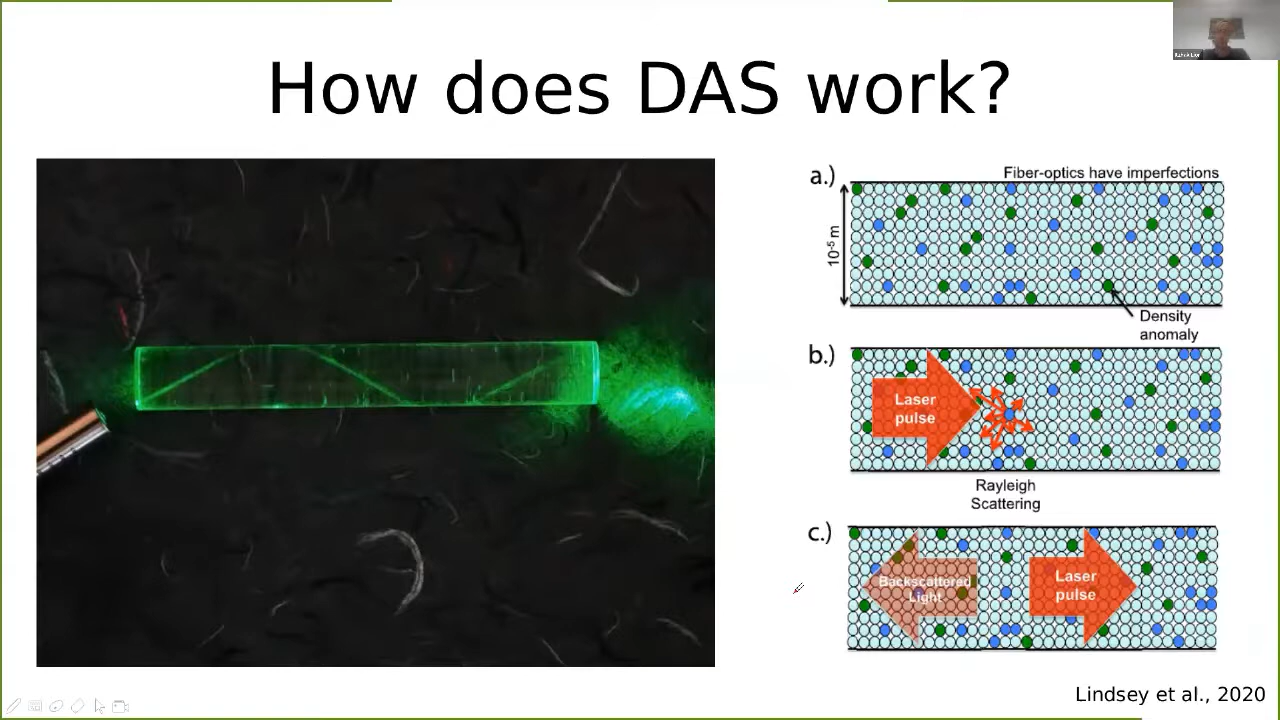 How does DAS work?
a.)
Fiber-optics have imperfections
10⁻⁵ m
Density
anomaly
b.)
Laser
pulse
Rayleigh
Scattering
c.)
Backscattered
Light
Laser
pulse
Lindsey et al., 2020